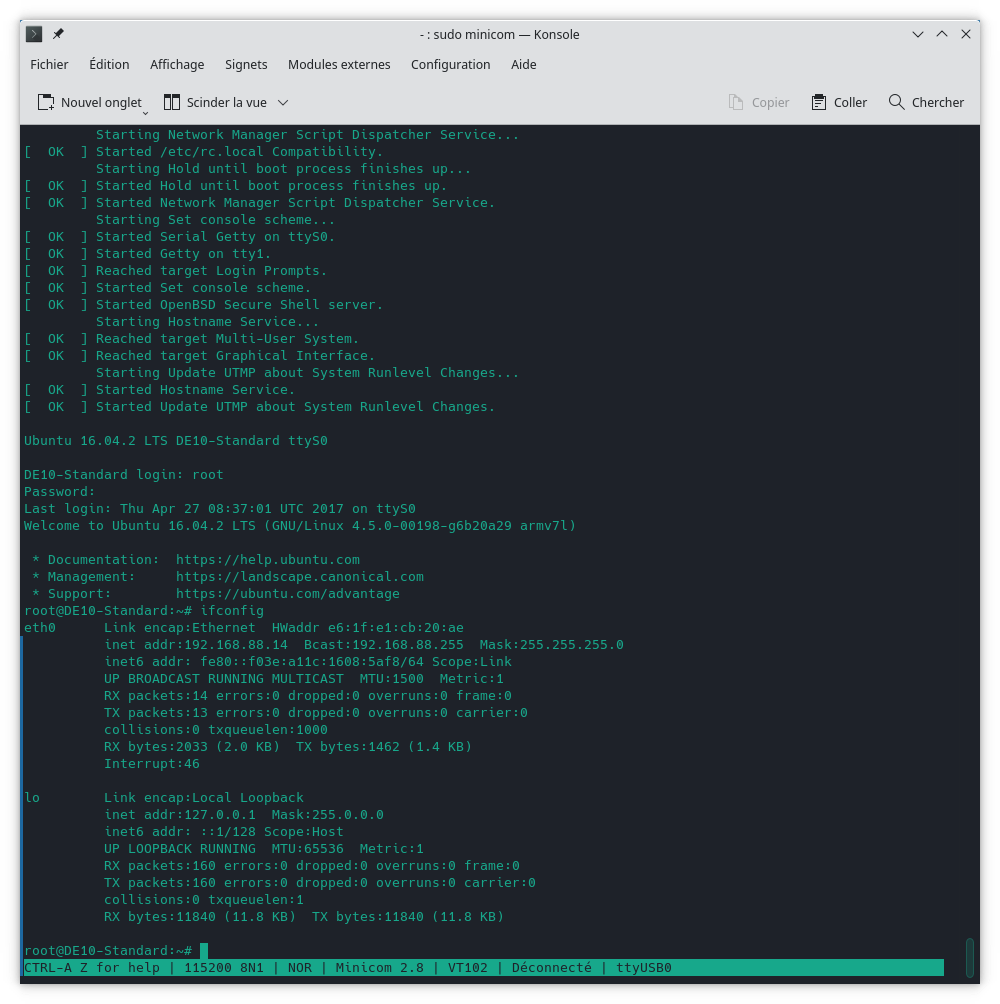 - : sudo minicom — Konsole
Fichier Édition Affichage Signets Modules externes Configuration Aide
Nouvel onglet Scinder la vue Copier Coller Chercher
         Starting Network Manager Script Dispatcher Service...
[  OK  ] Started /etc/rc.local Compatibility.
         Starting Hold until boot process finishes up...
[  OK  ] Started Hold until boot process finishes up.
[  OK  ] Started Network Manager Script Dispatcher Service.
         Starting Set console scheme...
[  OK  ] Started Serial Getty on ttyS0.
[  OK  ] Started Getty on tty1.
[  OK  ] Reached target Login Prompts.
[  OK  ] Started Set console scheme.
[  OK  ] Started OpenBSD Secure Shell server.
         Starting Hostname Service...
[  OK  ] Reached target Multi-User System.
[  OK  ] Reached target Graphical Interface.
         Starting Update UTMP about System Runlevel Changes...
[  OK  ] Started Hostname Service.
[  OK  ] Started Update UTMP about System Runlevel Changes.
Ubuntu 16.04.2 LTS DE10-Standard ttyS0
DE10-Standard login: root
Password:
Last login: Thu Apr 27 08:37:01 UTC 2017 on ttyS0
Welcome to Ubuntu 16.04.2 LTS (GNU/Linux 4.5.0-00198-g6b20a29 armv7l)
 * Documentation:  https://help.ubuntu.com
 * Management:     https://landscape.canonical.com
 * Support:        https://ubuntu.com/advantage
root@DE10-Standard:~# ifconfig
eth0      Link encap:Ethernet  HWaddr e6:1f:e1:cb:20:ae
          inet addr:192.168.88.14  Bcast:192.168.88.255  Mask:255.255.255.0
          inet6 addr: fe80::f03e:a11c:1608:5af8/64 Scope:Link
          UP BROADCAST RUNNING MULTICAST  MTU:1500  Metric:1
          RX packets:14 errors:0 dropped:0 overruns:0 frame:0
          TX packets:13 errors:0 dropped:0 overruns:0 carrier:0
          collisions:0 txqueuelen:1000
          RX bytes:2033 (2.0 KB)  TX bytes:1462 (1.4 KB)
          Interrupt:46
lo        Link encap:Local Loopback
          inet addr:127.0.0.1  Mask:255.0.0.0
          inet6 addr: ::1/128 Scope:Host
          UP LOOPBACK RUNNING  MTU:65536  Metric:1
          RX packets:160 errors:0 dropped:0 overruns:0 frame:0
          TX packets:160 errors:0 dropped:0 overruns:0 carrier:0
          collisions:0 txqueuelen:1
          RX bytes:11840 (11.8 KB)  TX bytes:11840 (11.8 KB)
root@DE10-Standard:~#
CTRL-A Z for help | 115200 8N1 | NOR | Minicom 2.8 | VT102 | Déconnecté | ttyUSB0